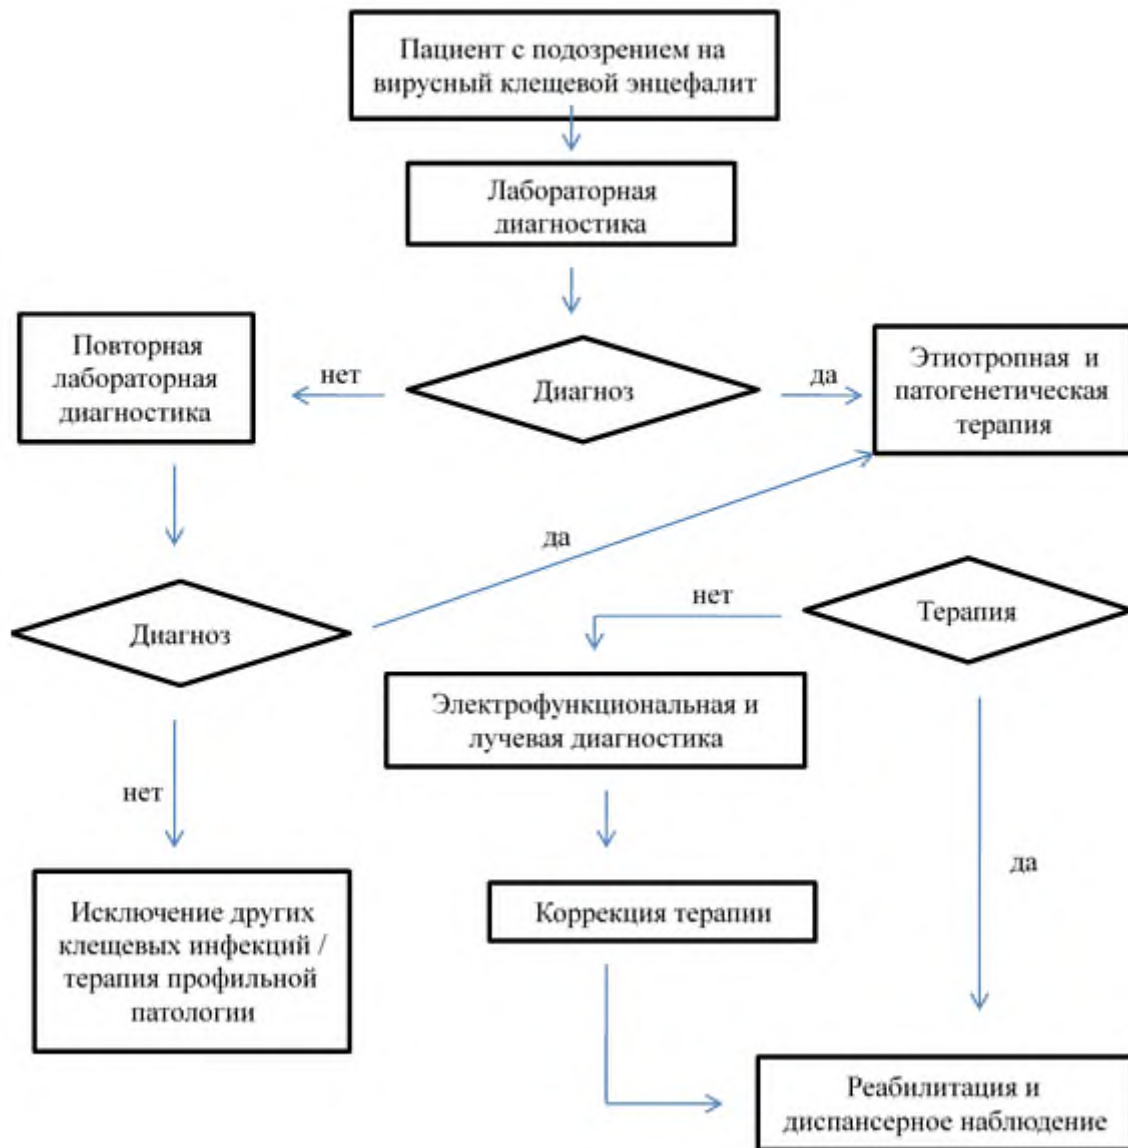 Пациент с подозрением на
вирусный клещевой энцефалит
Лабораторная
диагностика
Повторная
лабораторная
диагностика
нет
Диагноз
да
Этиотропная и
патогенетическая
терапия
да
Диагноз
нет
Терапия
Электрофункциональная и
лучевая диагностика
нет
да
Исключение других
клещевых инфекций /
терапия профильной
патологии
Коррекция терапии
Реабилитация и
диспансерное наблюдение